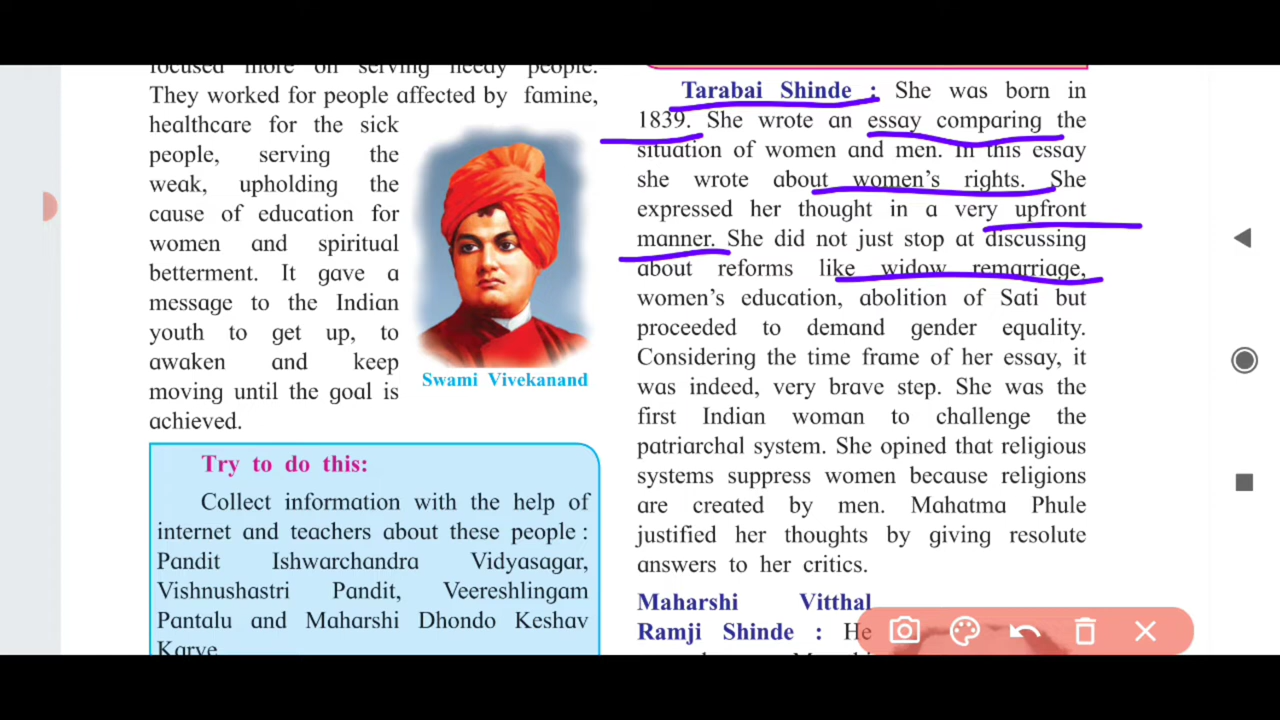 focused more on serving needy people.
They worked for people affected by famine,
healthcare for the sick
people, serving the
weak, upholding the
cause of education for
women and spiritual
betterment. It gave a
message to the Indian
youth to get up, to
awaken and keep
moving until the goal is
achieved.
Swami Vivekanand
Try to do this:
Collect information with the help of
internet and teachers about these people :
Pandit Ishwarchandra Vidyasagar,
Vishnushastri Pandit, Veereshlingam
Pantalu and Maharshi Dhondo Keshav
Karve
Tarabai Shinde : She was born in
1839. She wrote an essay comparing the
situation of women and men. In this essay
she wrote about women's rights. She
expressed her thought in a very upfront
manner. She did not just stop at discussing
about reforms like widow remarriage,
women's education, abolition of Sati but
proceeded to demand gender equality.
Considering the time frame of her essay, it
was indeed, very brave step. She was the
first Indian woman to challenge the
patriarchal system. She opined that religious
systems suppress women because religions
are created by men. Mahatma Phule
justified her thoughts by giving resolute
answers to her critics.
Maharshi Vitthal
Ramji Shinde : He